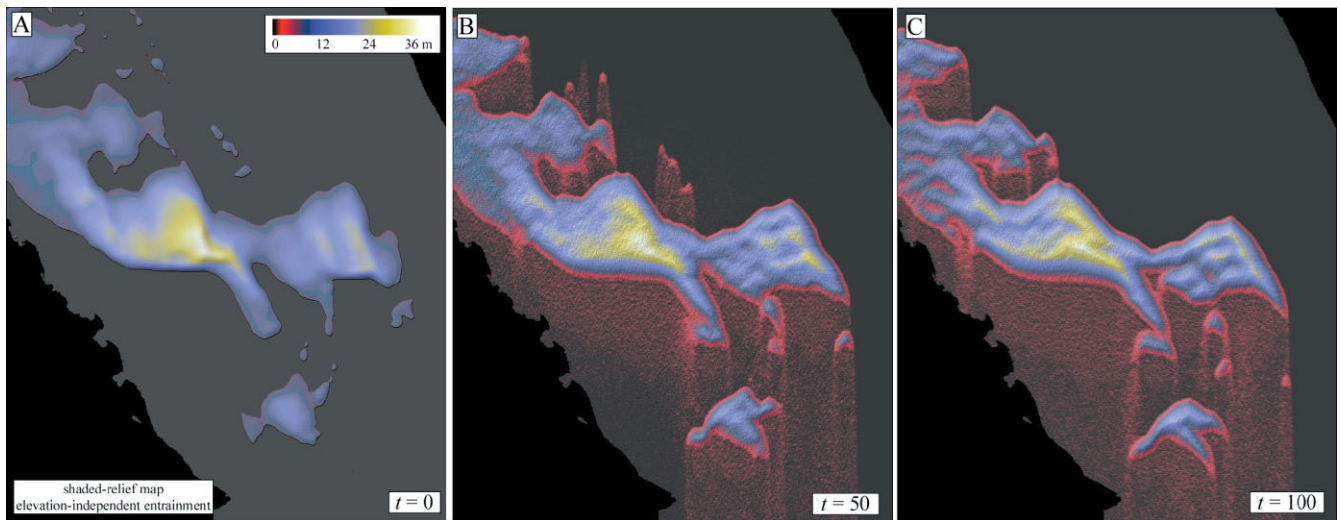 A
0 12 24 36 m
shaded-relief map
elevation-independent entrainment
t = 0
B
t = 50
C
t = 100